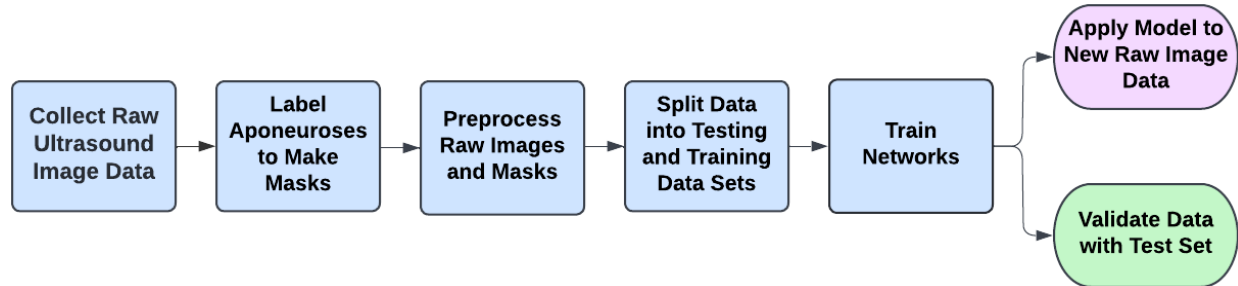 Collect Raw
Ultrasound
Image Data
Label
Aponeuroses
to Make
Masks
Preprocess
Raw Images
and Masks
Split Data
into Testing
and Training
Data Sets
Train
Networks
Apply Model to
New Raw Image
Data
Validate Data
with Test Set